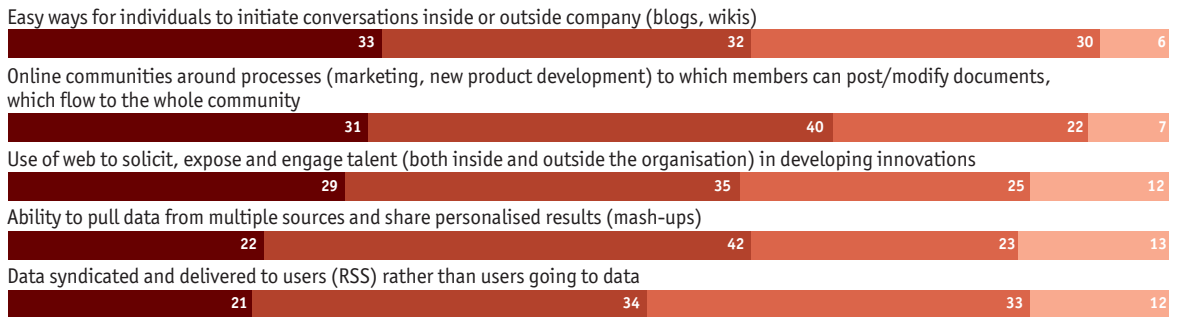 Easy ways for individuals to initiate conversations inside or outside company (blogs, wikis)
33 32 30 6
Online communities around processes (marketing, new product development) to which members can post/modify documents,
which flow to the whole community
31 40 22 7
Use of web to solicit, expose and engage talent (both inside and outside the organisation) in developing innovations
29 35 25 12
Ability to pull data from multiple sources and share personalised results (mash-ups)
22 42 23 13
Data syndicated and delivered to users (RSS) rather than users going to data
21 34 33 12